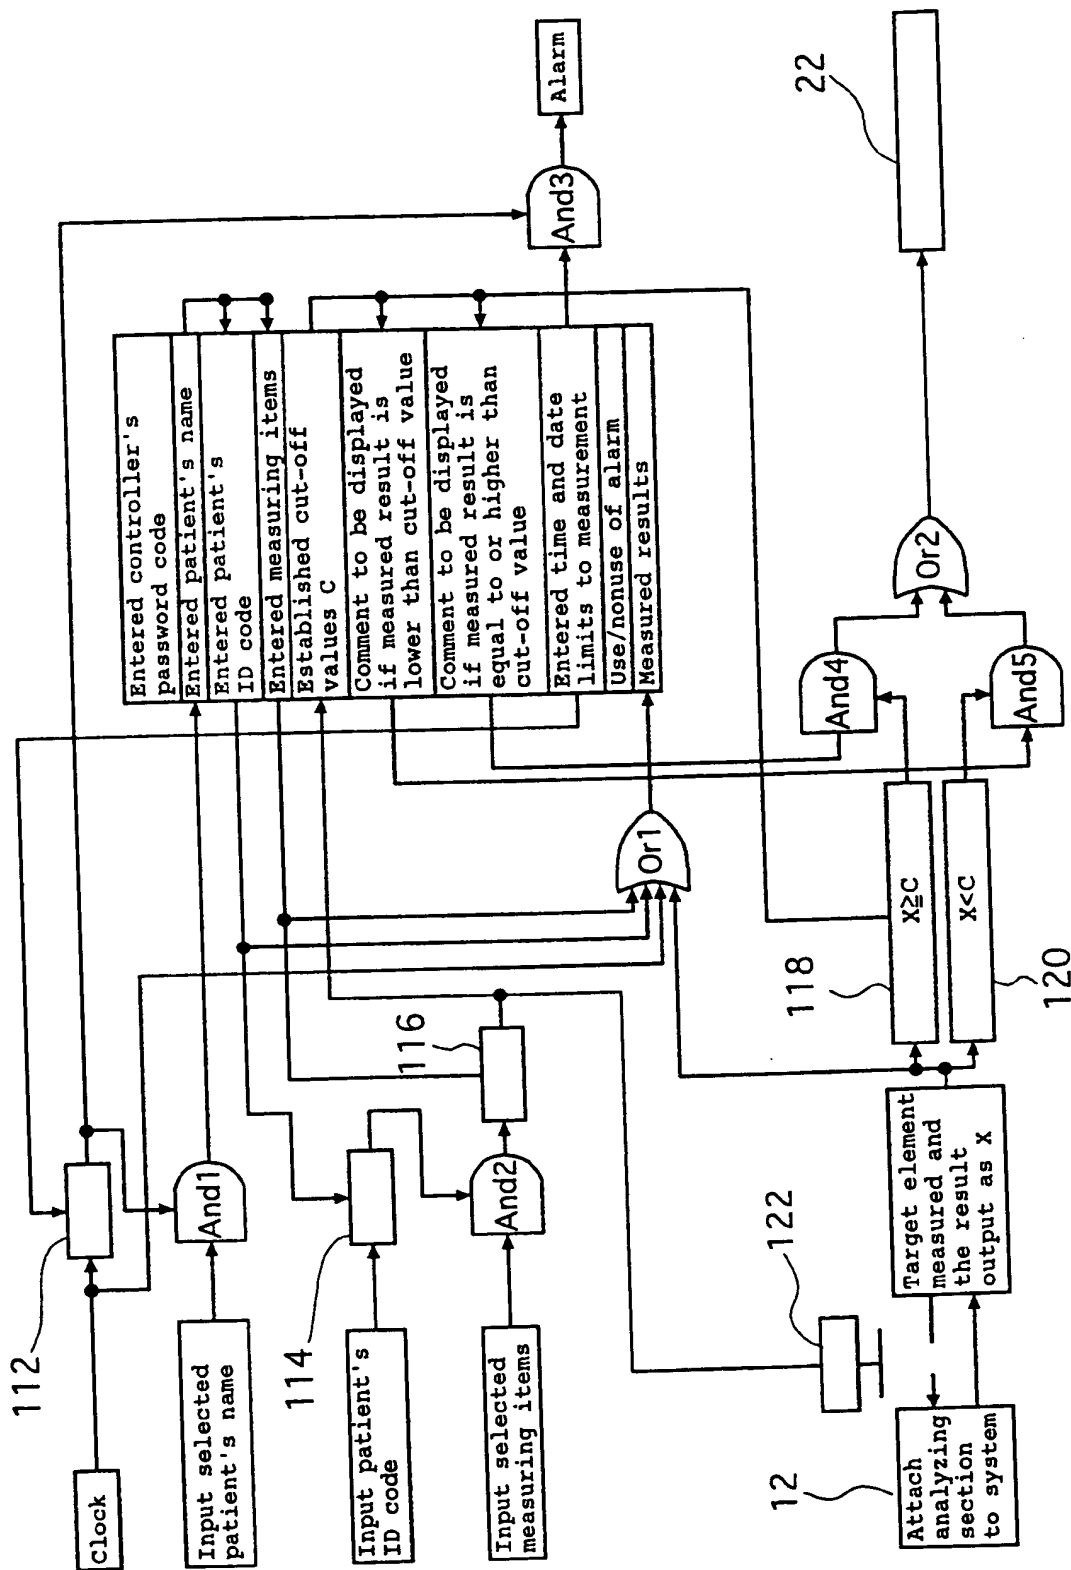 Clock
112
Input selected
patient's name
And1
Input patient's
ID code
114
Input selected
measuring items
And2
116
Entered controller's
password code
Entered patient's name
Entered patient's
ID code
Entered measuring items
Established cut-off
values C
Comment to be displayed
if measured result is
lower than cut-off value
Comment to be displayed
if measured result is
equal to or higher than
cut-off value
Entered time and date
limits to measurement
Use/nonuse of alarm
Measured results
And3
Alarm
Or1
122
12
Attach
analyzing
section
to system
Target element
measured and
the result
output as X
118
X≧C
X<C
120
And4
And5
Or2
22